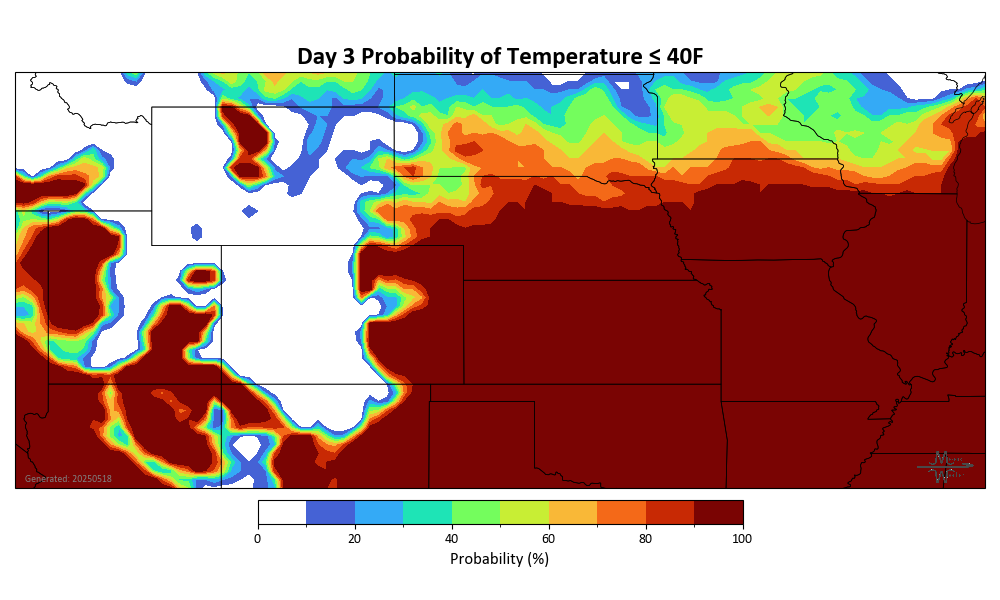 Day 3 Probability of Temperature ≤ 40F
Generated: 20250518
0 20 40 60 80 100
Probability (%)